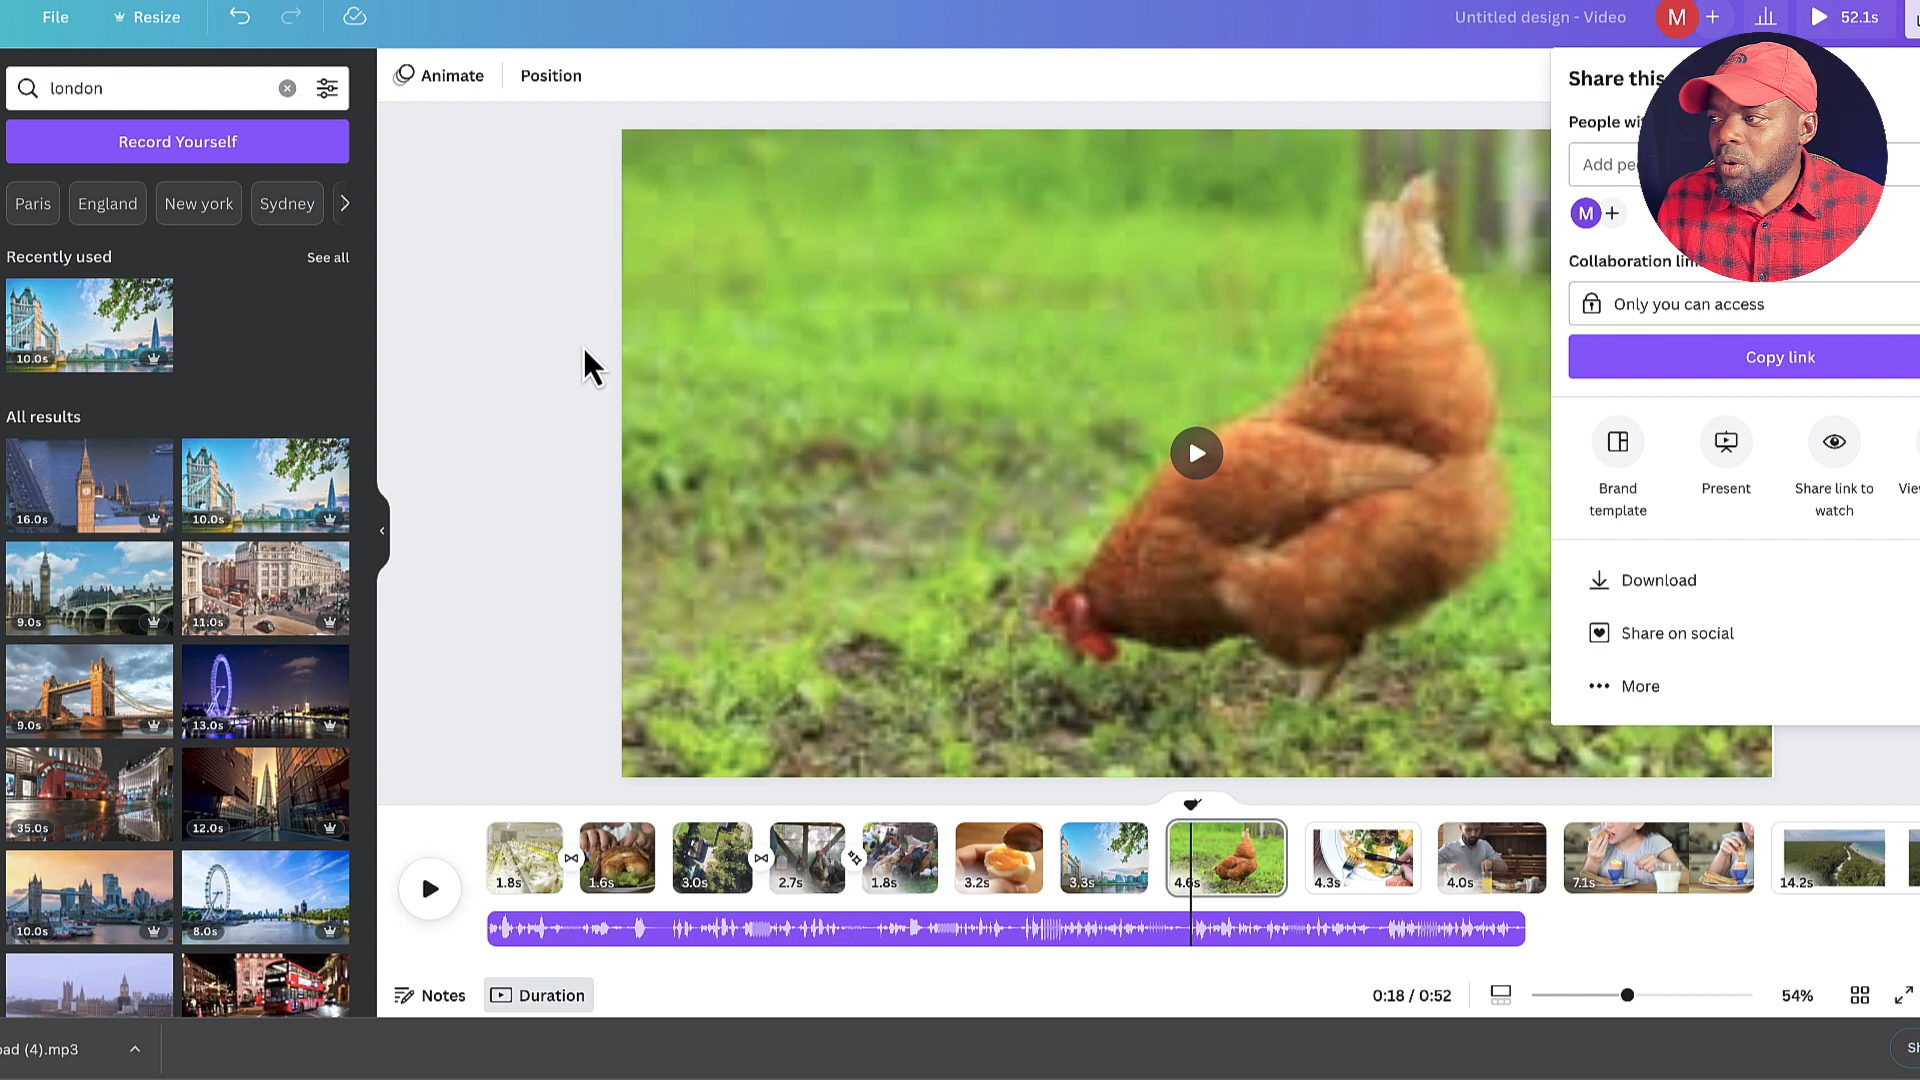 File
Resize
Untitled design - Video
M
52.1s
london
Animate
Position
Share this
Record Yourself
People wi
Add pe
Paris
England
New york
Sydney
M
Recently used
See all
Collaboration lin
Only you can access
10.0s
Copy link
All results
16.0s
10.0s
Brand template
Present
Share link to watch
Vie
9.0s
11.0s
Download
Share on social
More
9.0s
13.0s
35.0s
12.0s
10.0s
8.0s
1.8s
1.6s
3.0s
2.7s
1.8s
3.2s
3.3s
4.6s
4.3s
4.0s
7.1s
14.2s
Notes
Duration
0:18 / 0:52
54%
oad (4).mp3
Sh